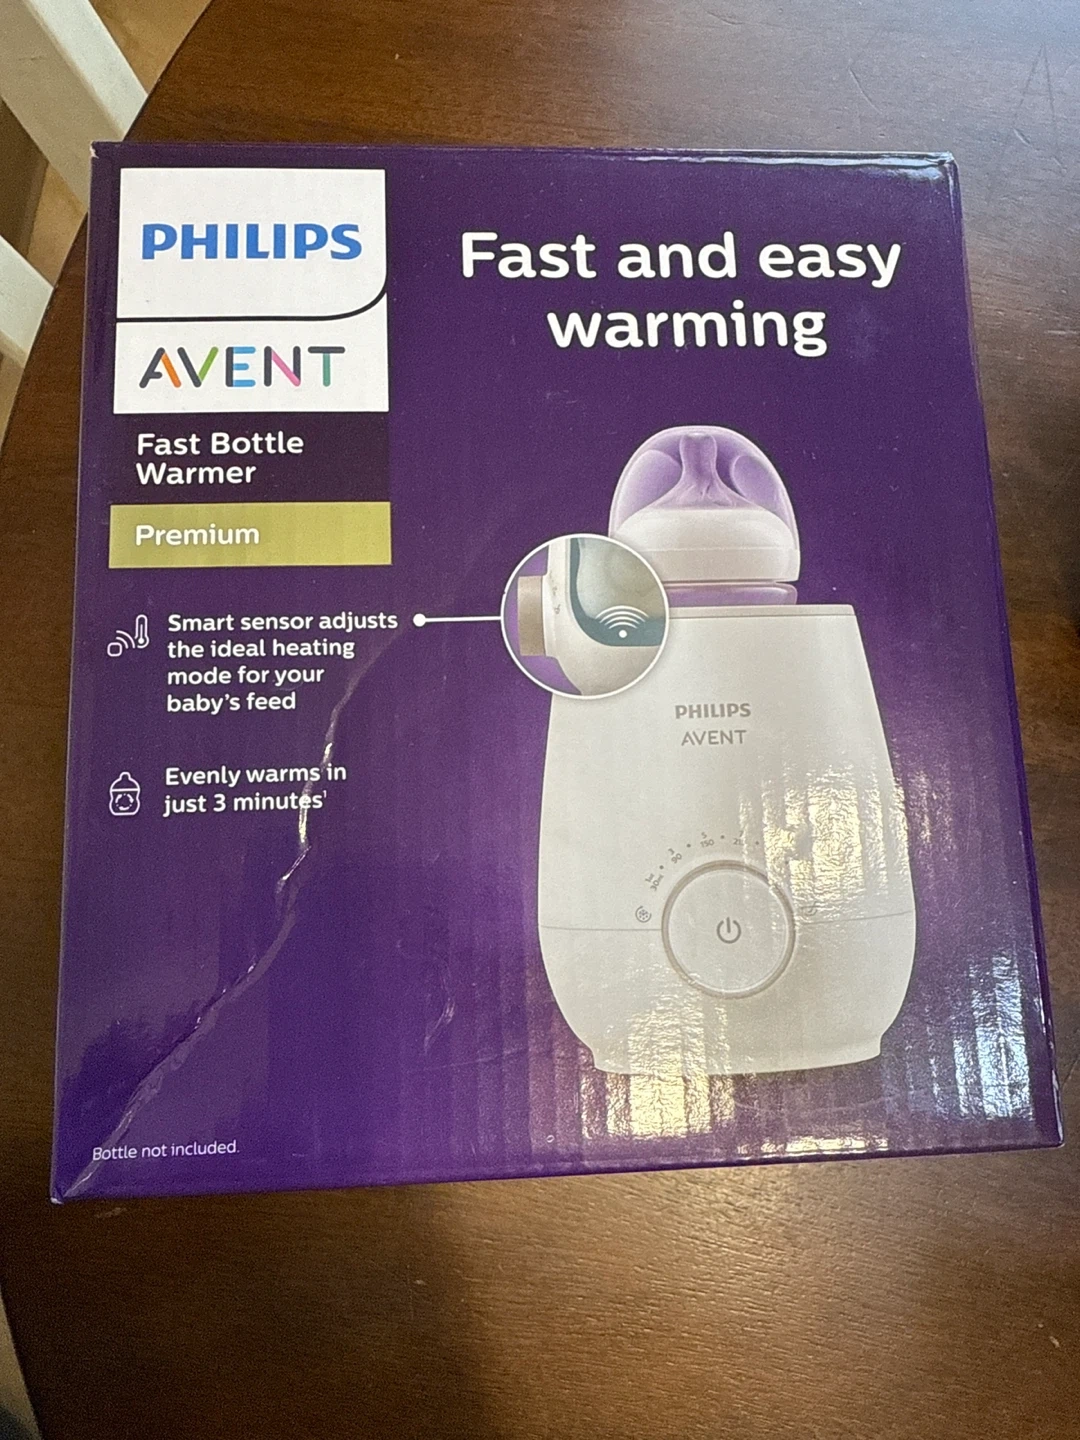 PHILIPS
AVENT
Fast Bottle
Warmer
Premium
Fast and easy
warming
Smart sensor adjusts
the ideal heating
mode for your
baby's feed
Evenly warms in
just 3 minutes¹
PHILIPS
AVENT
Bottle not included.